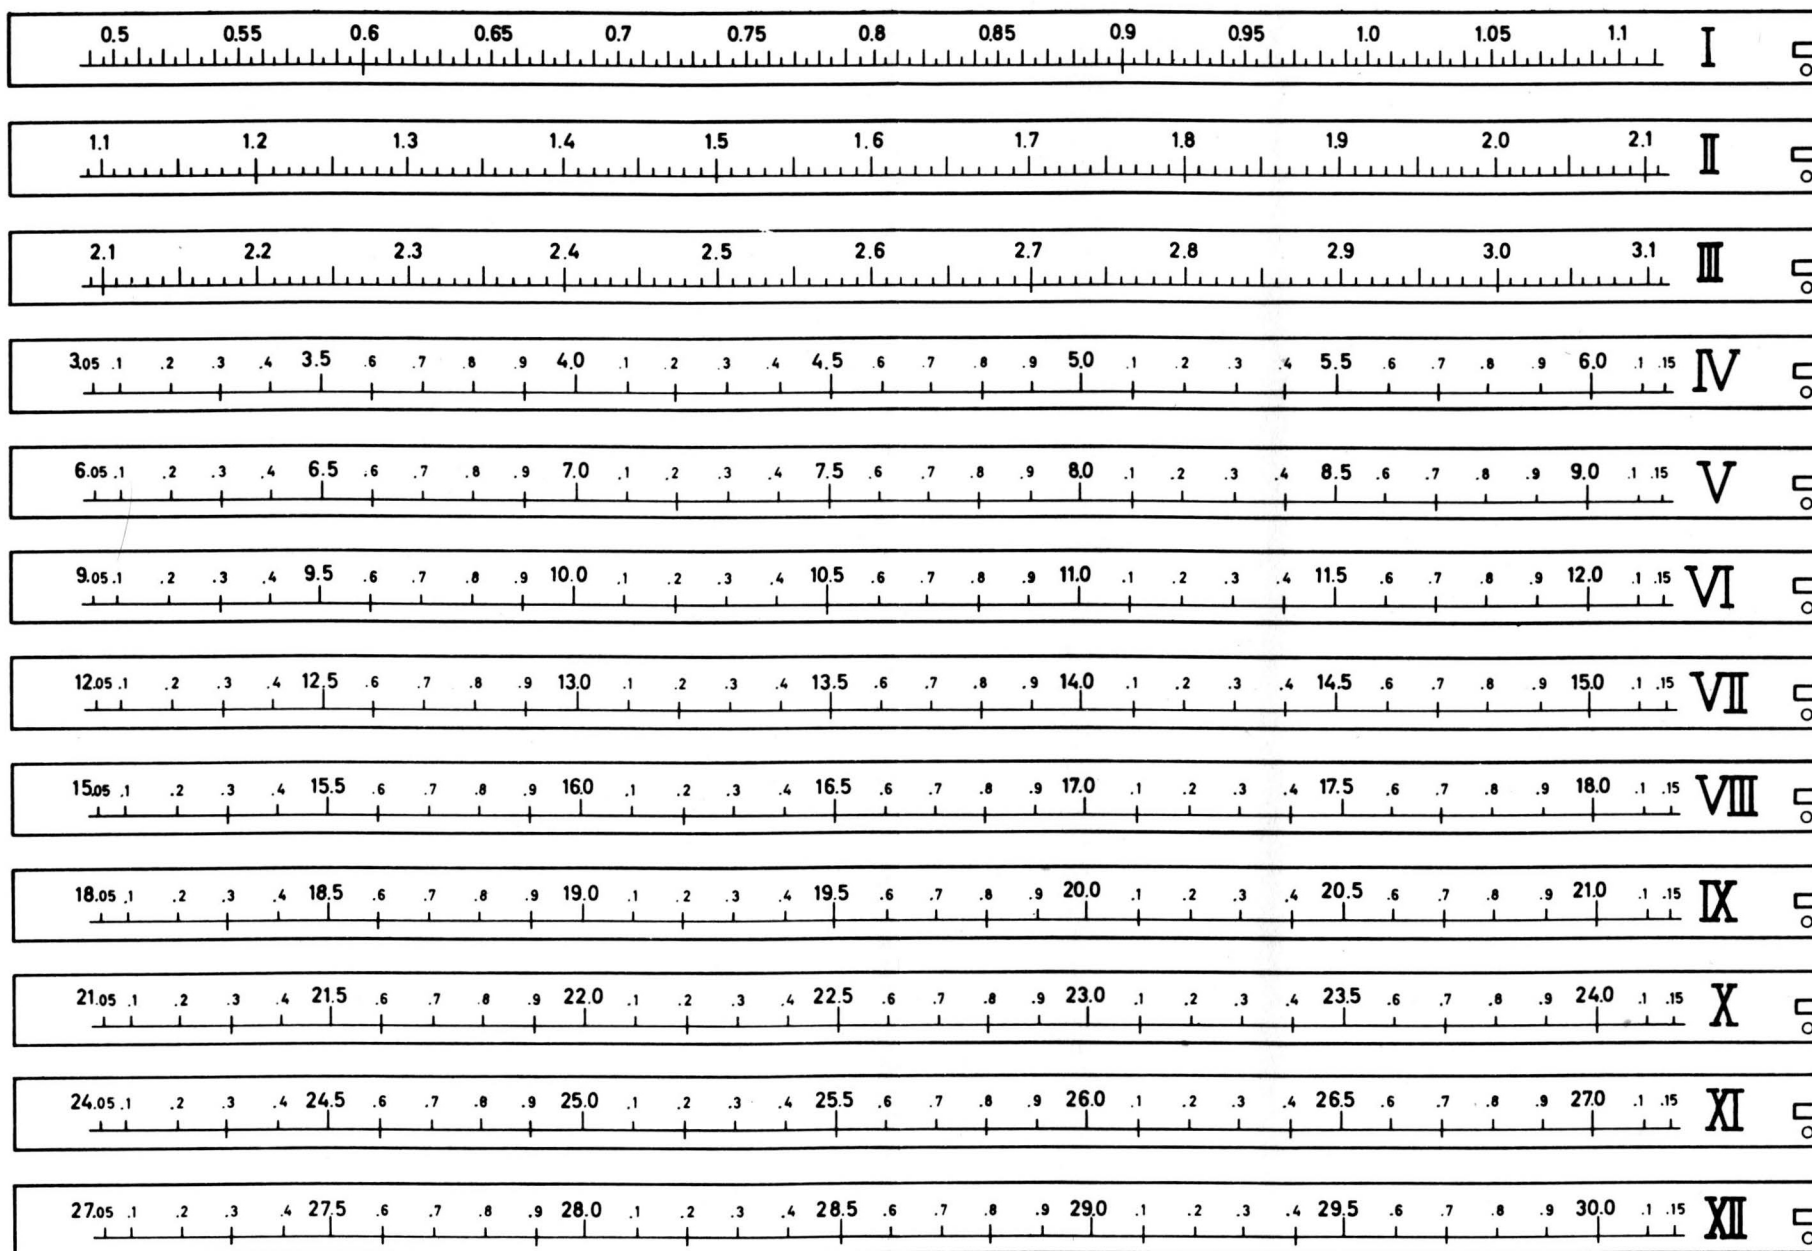 0.5 0.55 0.6 0.65 0.7 0.75 0.8 0.85 0.9 0.95 1.0 1.05 1.1 I
1.1 1.2 1.3 1.4 1.5 1.6 1.7 1.8 1.9 2.0 2.1 II
2.1 2.2 2.3 2.4 2.5 2.6 2.7 2.8 2.9 3.0 3.1 III
3.05 .1 .2 .3 .4 3.5 .6 .7 .8 .9 4.0 .1 .2 .3 .4 4.5 .6 .7 .8 .9 5.0 .1 .2 .3 .4 5.5 .6 .7 .8 .9 6.0 .1 .15 IV
6.05 .1 .2 .3 .4 6.5 .6 .7 .8 .9 7.0 .1 .2 .3 .4 7.5 .6 .7 .8 .9 8.0 .1 .2 .3 .4 8.5 .6 .7 .8 .9 9.0 .1 .15 V
9.05 .1 .2 .3 .4 9.5 .6 .7 .8 .9 10.0 .1 .2 .3 .4 10.5 .6 .7 .8 .9 11.0 .1 .2 .3 .4 11.5 .6 .7 .8 .9 12.0 .1 .15 VI
12.05 .1 .2 .3 .4 12.5 .6 .7 .8 .9 13.0 .1 .2 .3 .4 13.5 .6 .7 .8 .9 14.0 .1 .2 .3 .4 14.5 .6 .7 .8 .9 15.0 .1 .15 VII
15.05 .1 .2 .3 .4 15.5 .6 .7 .8 .9 16.0 .1 .2 .3 .4 16.5 .6 .7 .8 .9 17.0 .1 .2 .3 .4 17.5 .6 .7 .8 .9 18.0 .1 .15 VIII
18.05 .1 .2 .3 .4 18.5 .6 .7 .8 .9 19.0 .1 .2 .3 .4 19.5 .6 .7 .8 .9 20.0 .1 .2 .3 .4 20.5 .6 .7 .8 .9 21.0 .1 .15 IX
21.05 .1 .2 .3 .4 21.5 .6 .7 .8 .9 22.0 .1 .2 .3 .4 22.5 .6 .7 .8 .9 23.0 .1 .2 .3 .4 23.5 .6 .7 .8 .9 24.0 .1 .15 X
24.05 .1 .2 .3 .4 24.5 .6 .7 .8 .9 25.0 .1 .2 .3 .4 25.5 .6 .7 .8 .9 26.0 .1 .2 .3 .4 26.5 .6 .7 .8 .9 27.0 .1 .15 XI
27.05 .1 .2 .3 .4 27.5 .6 .7 .8 .9 28.0 .1 .2 .3 .4 28.5 .6 .7 .8 .9 29.0 .1 .2 .3 .4 29.5 .6 .7 .8 .9 30.0 .1 .15 XII